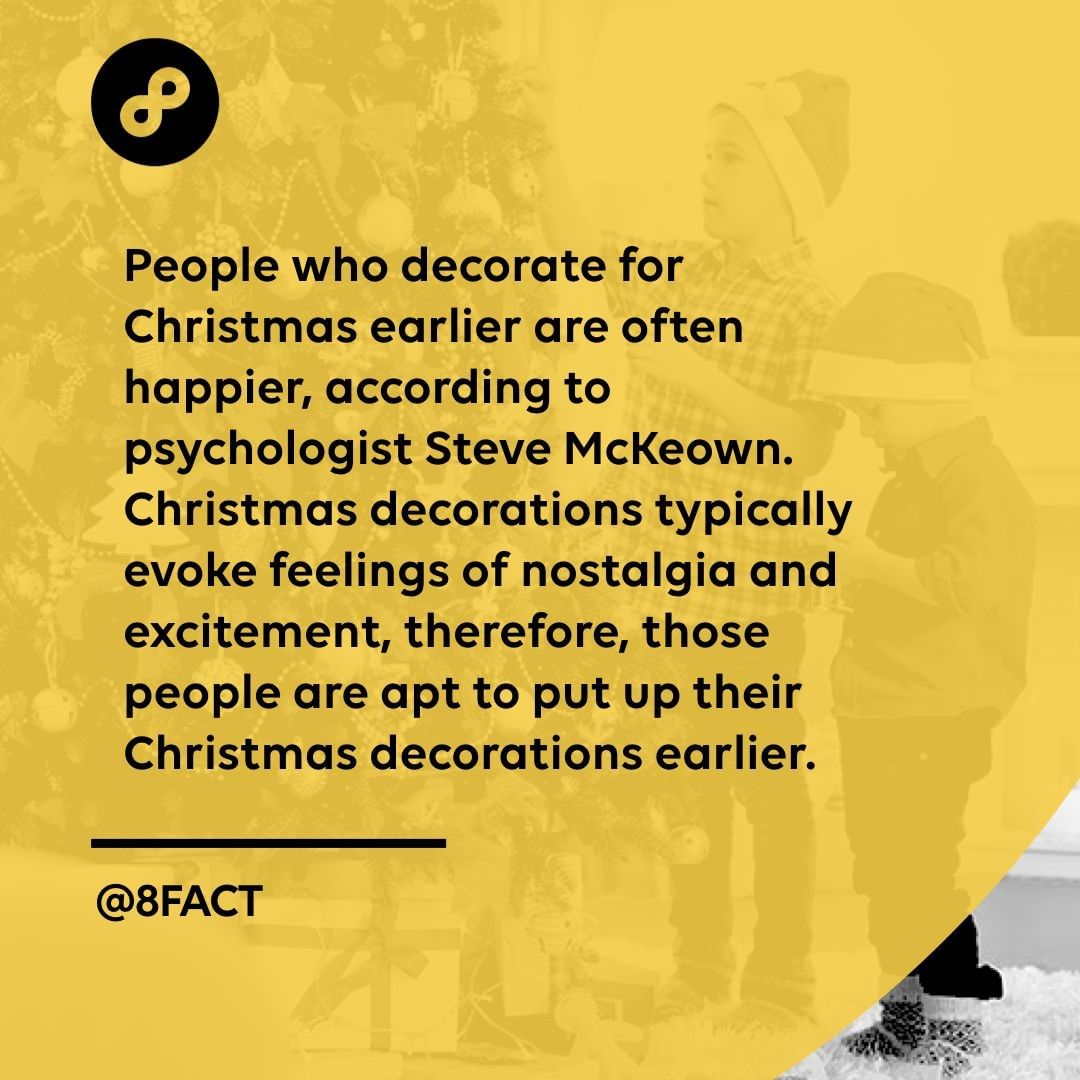 People who decorate for
Christmas earlier are often
happier, according to
psychologist Steve McKeown.
Christmas decorations typically
evoke feelings of nostalgia and
excitement, therefore, those
people are apt to put up their
Christmas decorations earlier.
@8FACT